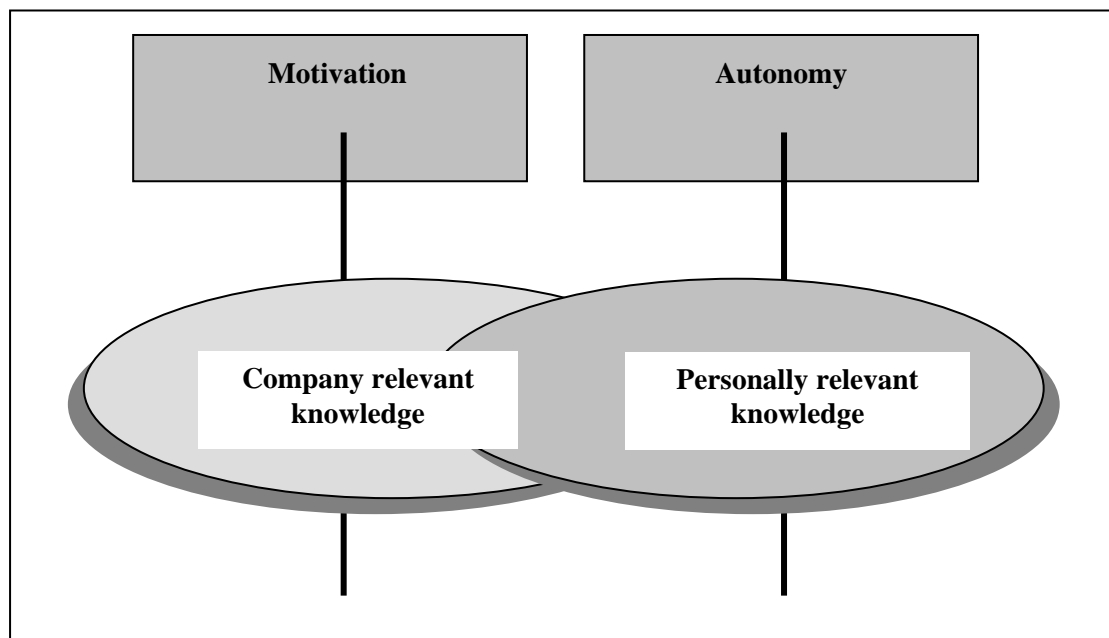 Motivation
Autonomy
Company relevant
knowledge
Personally relevant
knowledge